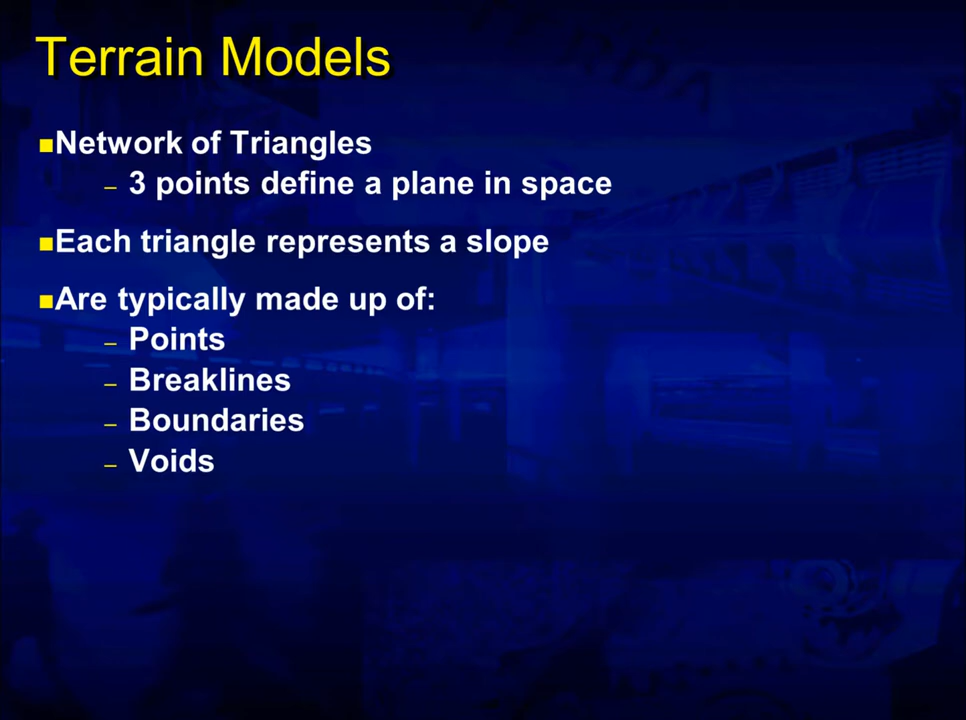 Terrain Models
■Network of Triangles
– 3 points define a plane in space
■Each triangle represents a slope
■Are typically made up of:
– Points
– Breaklines
– Boundaries
– Voids